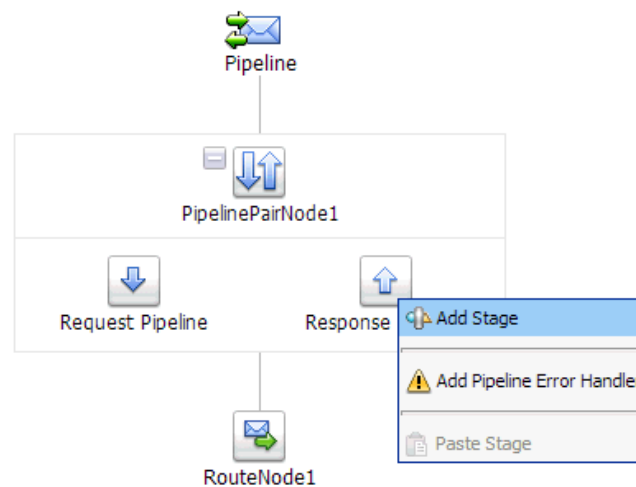 Pipeline
PipelinePairNode1
Request Pipeline
Response
Add Stage
Add Pipeline Error Handle
Paste Stage
RouteNode1